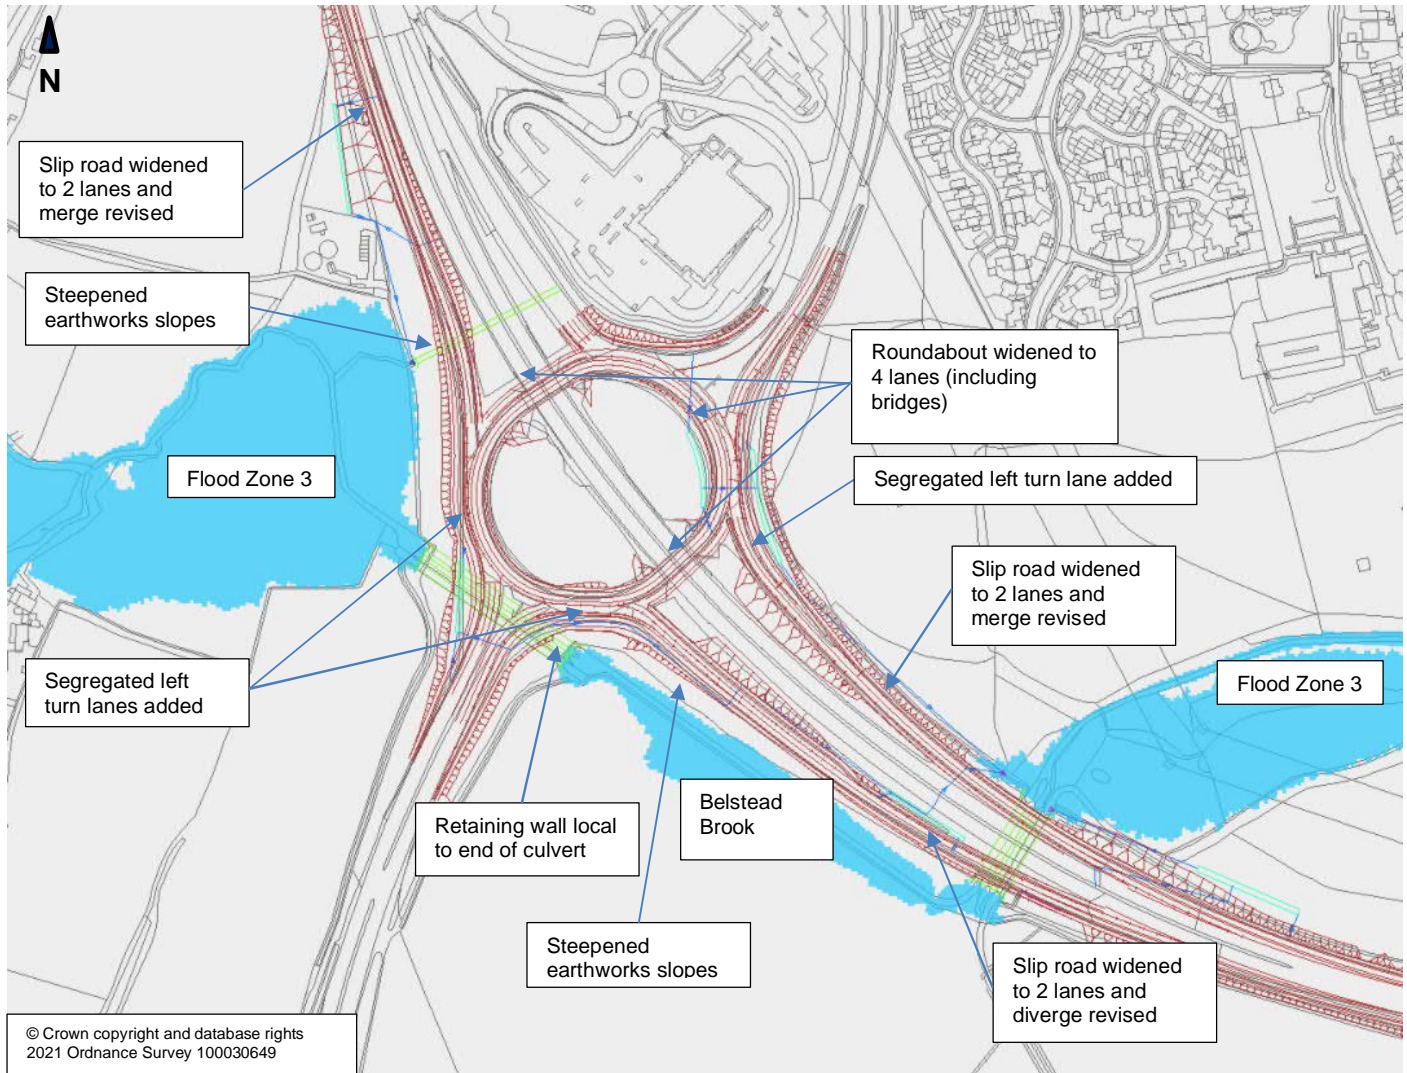 N
Slip road widened
to 2 lanes and
merge revised
Steepened
earthworks slopes
Flood Zone 3
Roundabout widened to
4 lanes (including
bridges)
Segregated left turn lane added
Slip road widened
to 2 lanes and
merge revised
Flood Zone 3
Segregated left
turn lanes added
Retaining wall local
to end of culvert
Belstead
Brook
Steepened
earthworks slopes
Slip road widened
to 2 lanes and
diverge revised
© Crown copyright and database rights
2021 Ordnance Survey 100030649